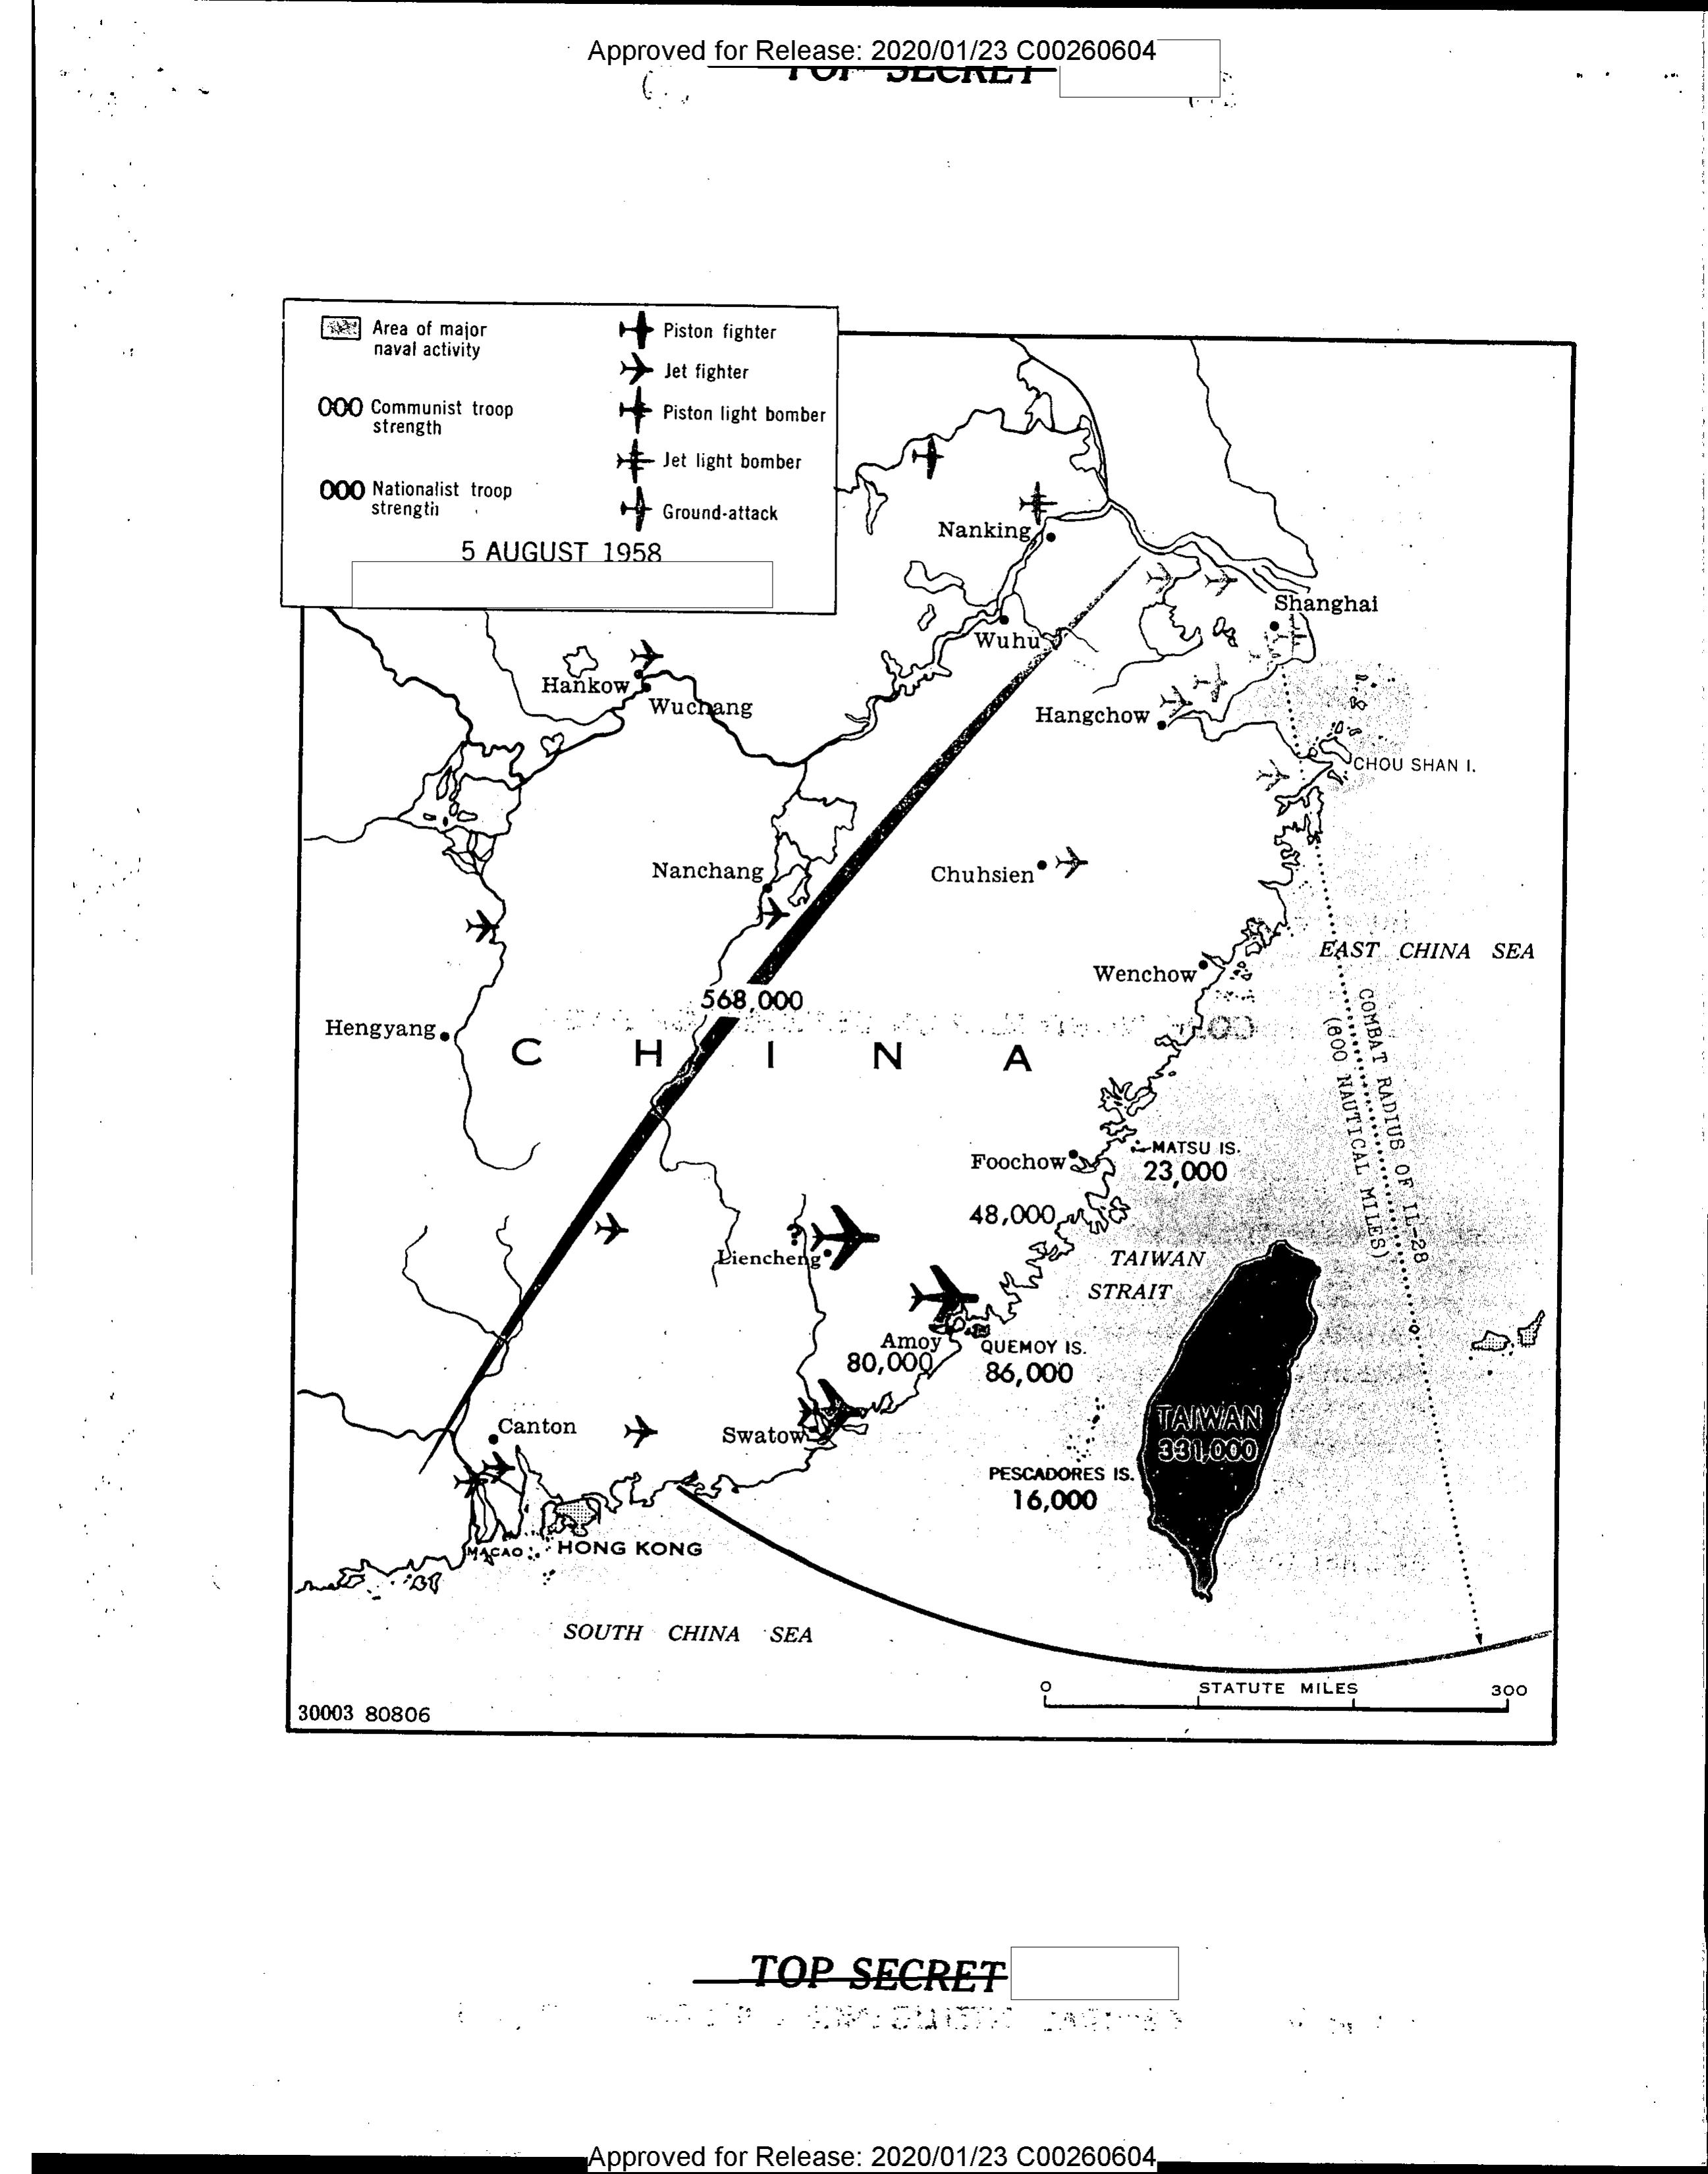 Approved for Release: 2020/01/23 C00260604
TOP SECRET
Area of major
naval activity
000 Communist troop
strength
000 Nationalist troop
strength
Piston fighter
Jet fighter
Piston light bomber
Jet light bomber
Ground-attack
5 AUGUST 1958
Nanking
Shanghai
Wuhu
Hankow
Wuchang
Hangchow
CHOU SHAN I.
Nanchang
Chuhsien
EAST CHINA SEA
Wenchow
568,000
Hengyang
CHINA
COMBAT RADIUS OF IL-28
(600 NAUTICAL MILES)
MATSU IS.
23,000
Foochow
48,000
?
Liencheng
TAIWAN
STRAIT
Amoy
80,000
QUEMOY IS.
86,000
TAIWAN
331,000
Canton
Swatow
PESCADORES IS.
16,000
MACAO
HONG KONG
SOUTH CHINA SEA
0 STATUTE MILES 300
30003 80806
TOP SECRET
Approved for Release: 2020/01/23 C00260604